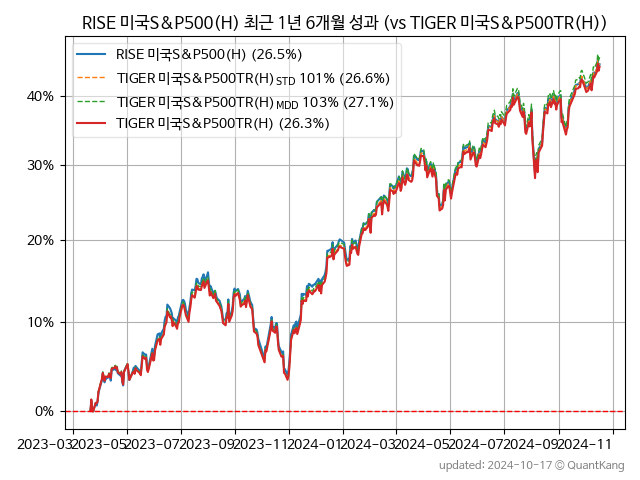 RISE 미국S&P500(H) 최근 1년 6개월 성과 (vs TIGER 미국S&P500TR(H))
RISE 미국S&P500(H) (26.5%)
TIGER 미국S&P500TR(H) STD 101% (26.6%)
TIGER 미국S&P500TR(H) MDD 103% (27.1%)
TIGER 미국S&P500TR(H) (26.3%)
40%
30%
20%
10%
0%
2023-03 2023-05 2023-07 2023-09 2023-11 2024-01 2024-03 2024-05 2024-07 2024-09 2024-11
updated: 2024-10-17 © QuantKang